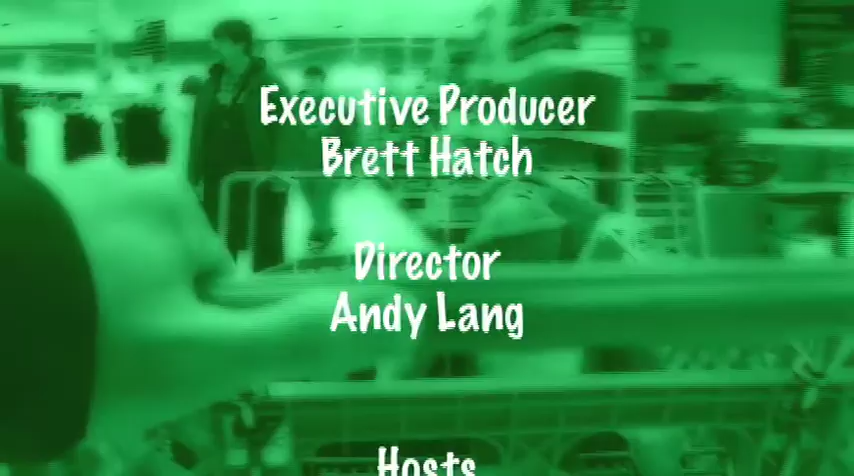 Executive Producer
Brett Hatch
Director
Andy Lang
Hosts